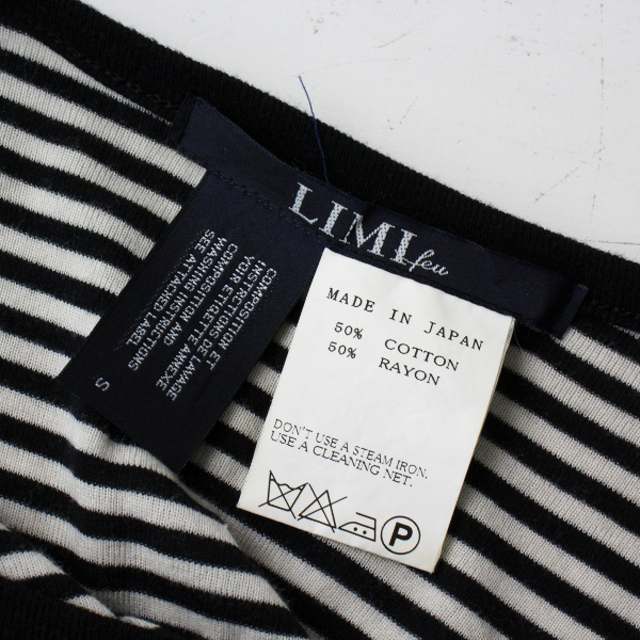 LIMI feu
COMPOSITION ET
INSTRUCTIONS DE LAVAGE
VOIR ETIQUETTE ANNEXE
COMPOSITION AND
WASHING INSTRUCTIONS
SEE ATTACHED LABEL
S
MADE IN JAPAN
50% COTTON
50% RAYON
DON'T USE A STEAM IRON.
USE A CLEANING NET.
P